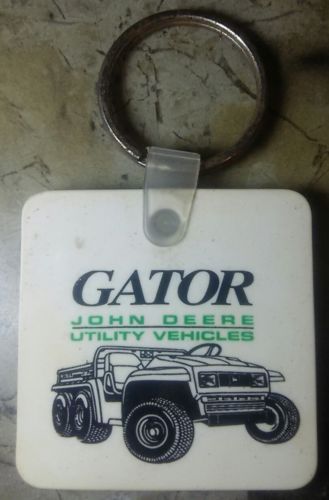 GATOR
JOHN DEERE
UTILITY VEHICLES